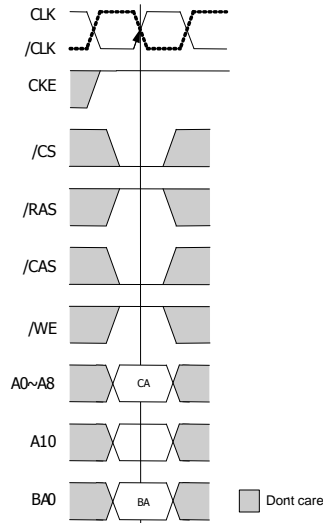 CLK
/CLK
CKE
/CS
/RAS
/CAS
/WE
A0~A8
CA
A10
BA0
BA
Dont care